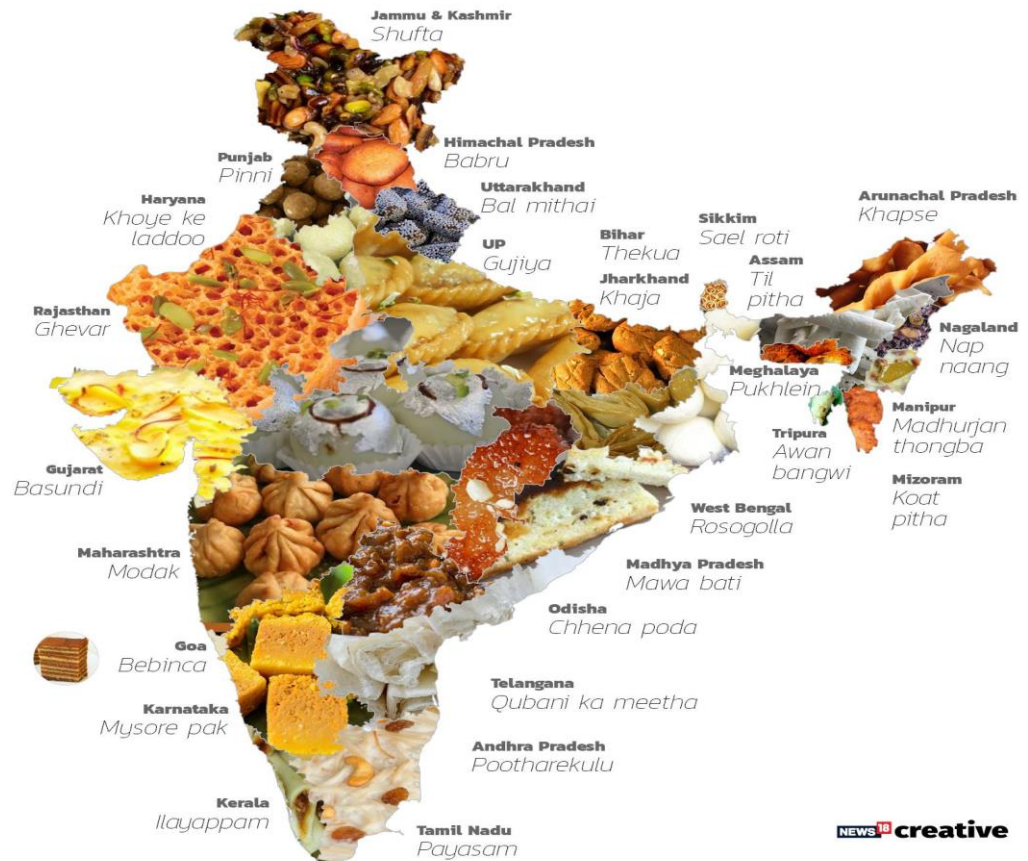 Jammu & Kashmir
Shufta
Himachal Pradesh
Babru
Punjab
Pinni
Uttarakhand
Bal mithai
Haryana
Khoye ke
laddoo
UP
Gujiya
Bihar
Thekua
Jharkhand
Khaja
Sikkim
Sael roti
Assam
Til
pitha
Arunachal Pradesh
Khapse
Rajasthan
Ghevar
Nagaland
Nap
naang
Meghalaya
Pukhlein
Manipur
Madhurjan
thongba
Tripura
Awan
bangwi
Mizoram
Koat
pitha
Gujarat
Basundi
West Bengal
Rosogolla
Maharashtra
Modak
Madhya Pradesh
Mawa bati
Odisha
Chhena poda
Goa
Bebinca
Telangana
Qubani ka meetha
Karnataka
Mysore pak
Andhra Pradesh
Pootharekulu
Kerala
Ilayappam
Tamil Nadu
Payasam
NEWS 18 creative